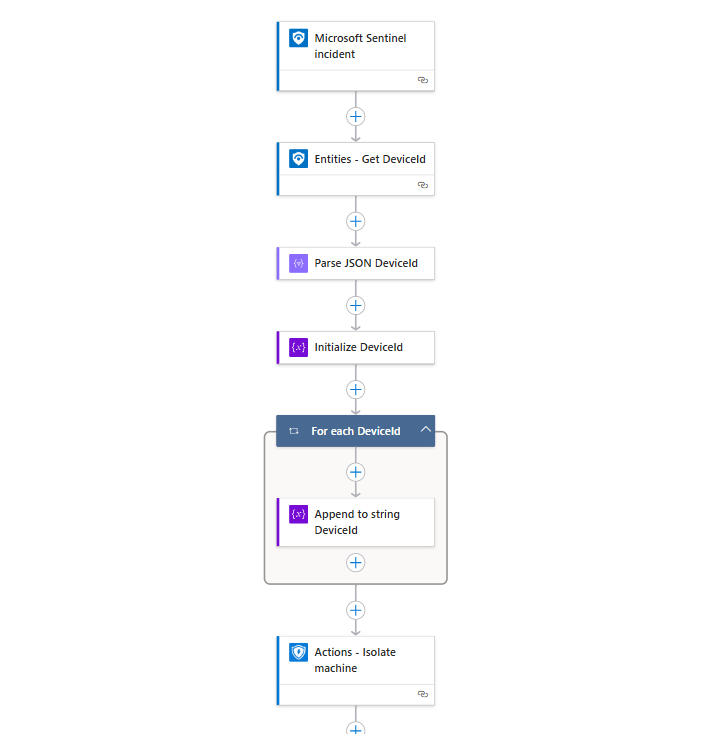 Microsoft Sentinel
incident
Entities - Get DeviceId
Parse JSON DeviceId
Initialize DeviceId
For each DeviceId
Append to string
DeviceId
Actions - Isolate
machine